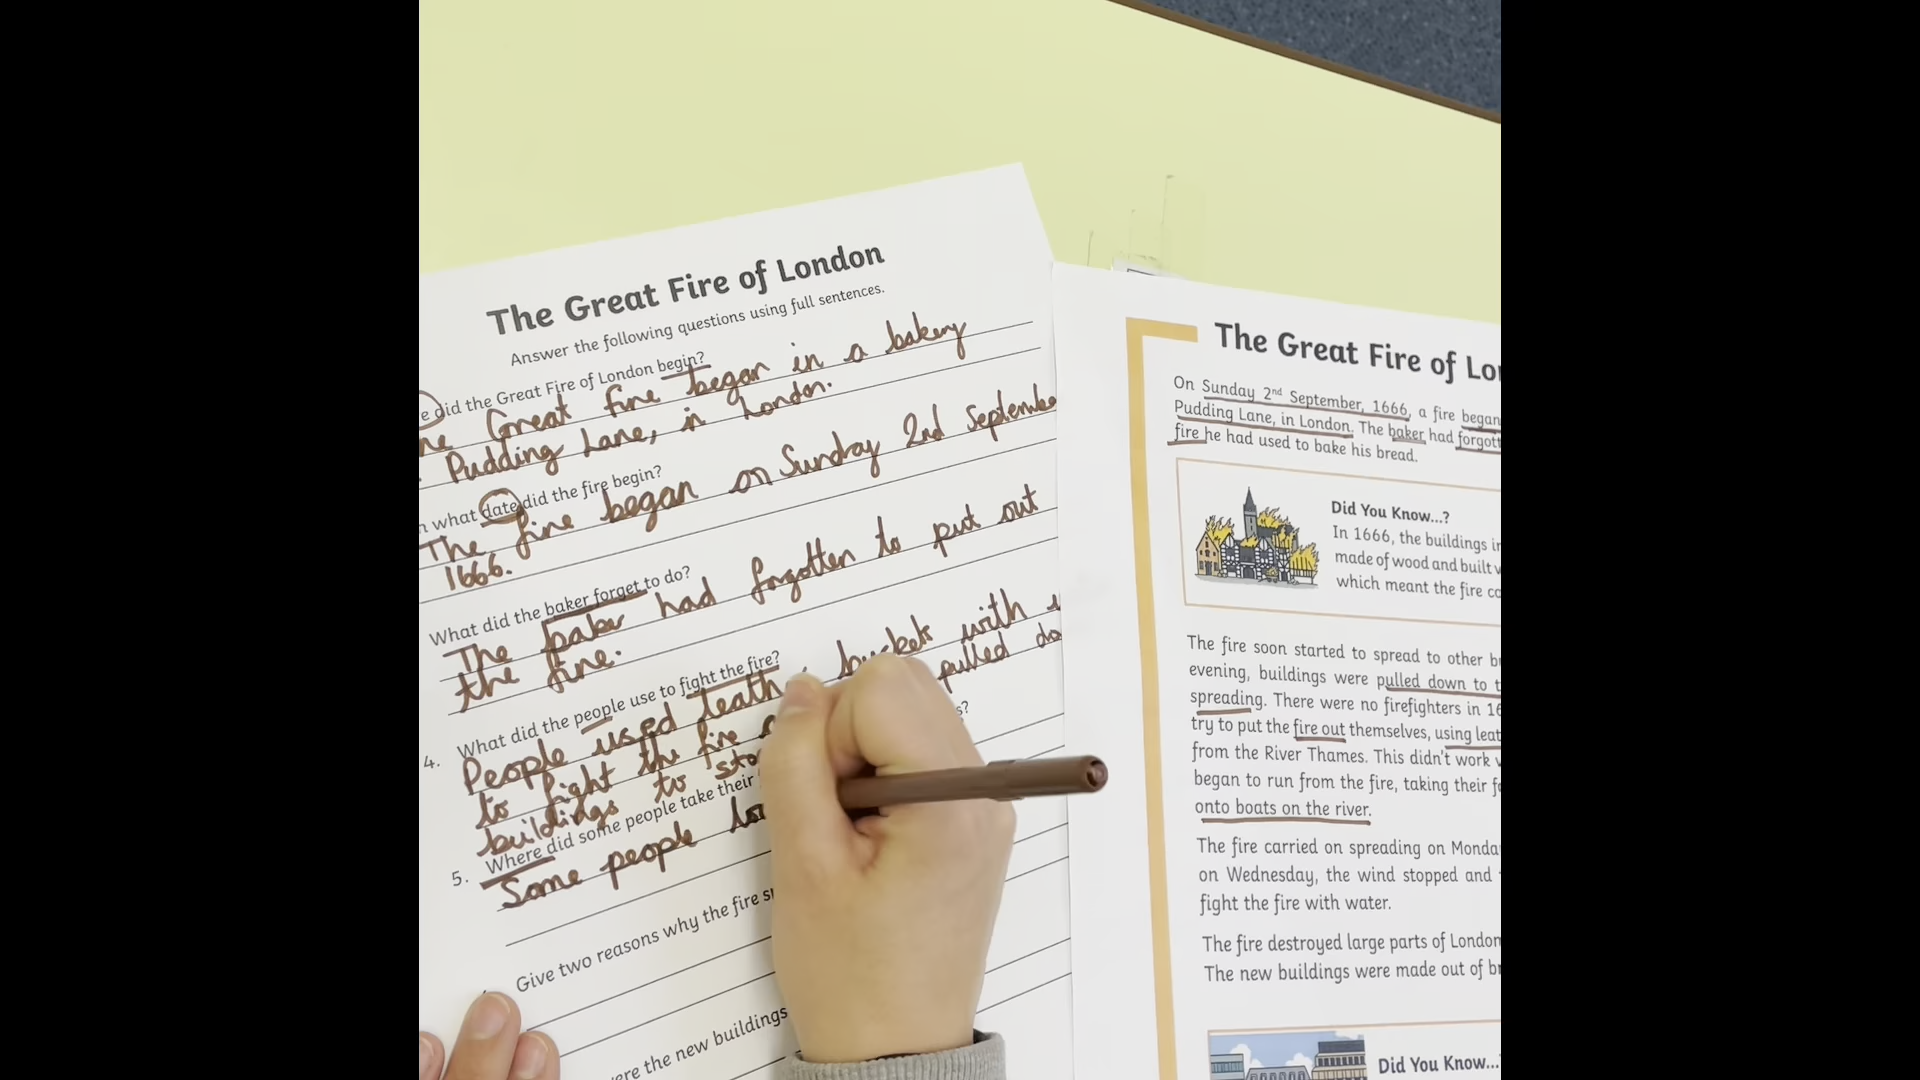 The Great Fire of London
Answer the following questions using full sentences.
did the Great Fire of London begin?
Great fire began in a bakery
Pudding Lane, in London.
what date did the fire begin?
The fire began on Sunday 2nd September
1666.
What did the baker forget to do?
The baker had forgotten to put out
the fire.
4. What did the people use to fight the fire?
People used buckets with
to fight the fire pulled
buildings to
5. Where did some people take their
Some people
Give two reasons why the fire
the new buildings
The Great Fire of
On Sunday 2nd September, 1666, a fire began
Pudding Lane, in London. The baker had
fire he had used to bake his bread.
Did You Know...?
In 1666, the buildings
made of wood and built
which meant the fire
The fire soon started to spread to other
evening, buildings were pulled down to
spreading. There were no firefighters in
try to put the fire out themselves, using
from the River Thames. This didn't work
began to run from the fire, taking their
onto boats on the river.
The fire carried on spreading on
on Wednesday, the wind stopped and
fight the fire with water.
The fire destroyed large parts of London
The new buildings were made out of
Did You Know...?